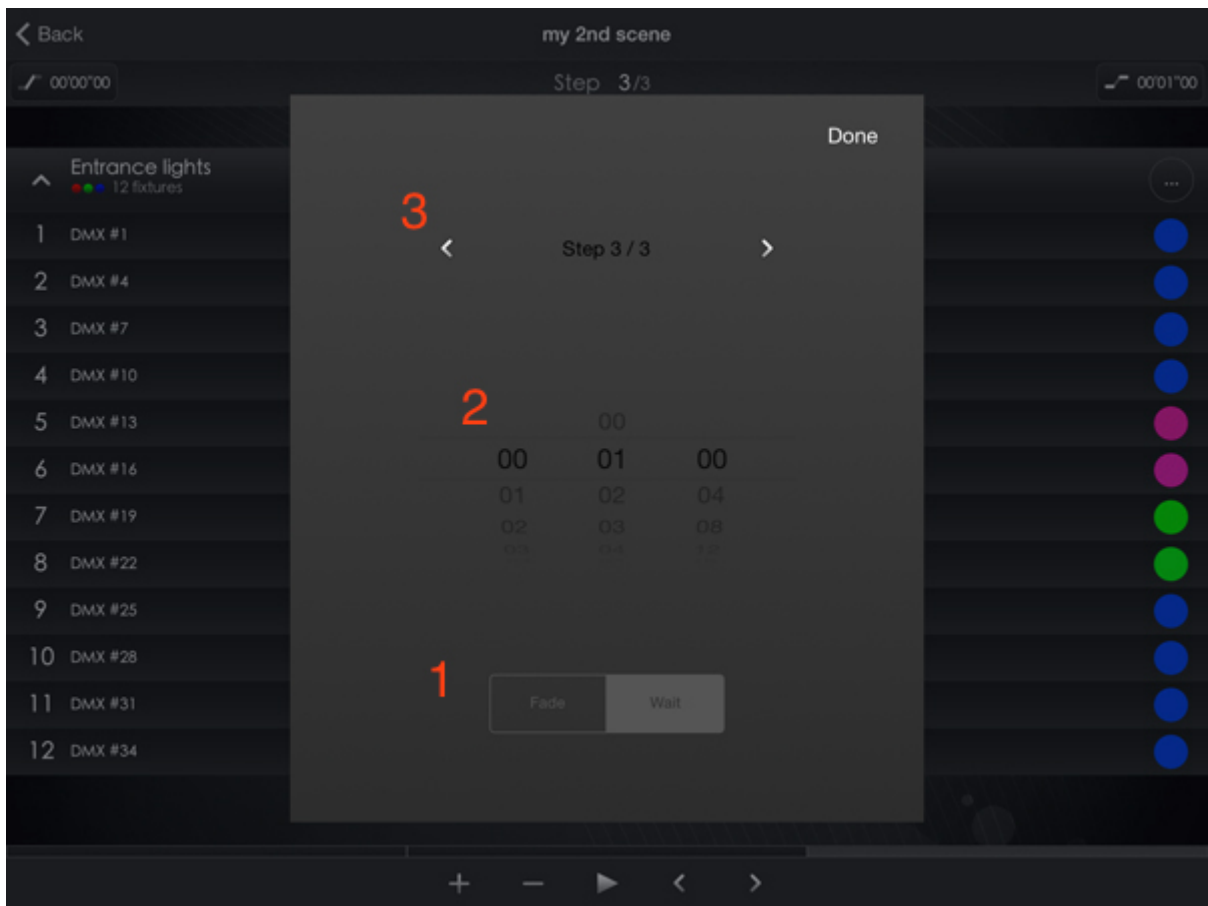 Back
my 2nd scene
00'00"00
Step 3/3
00'01"00
Done
Entrance lights
12 fixtures
...
3
Step 3 / 3
1 DMX #1
2 DMX #4
3 DMX #7
4 DMX #10
5 DMX #13
6 DMX #16
7 DMX #19
8 DMX #22
9 DMX #25
10 DMX #28
11 DMX #31
12 DMX #34
2
00
00 01 00
01 02 04
02 03 08
03 04 12
1
Fade Wait